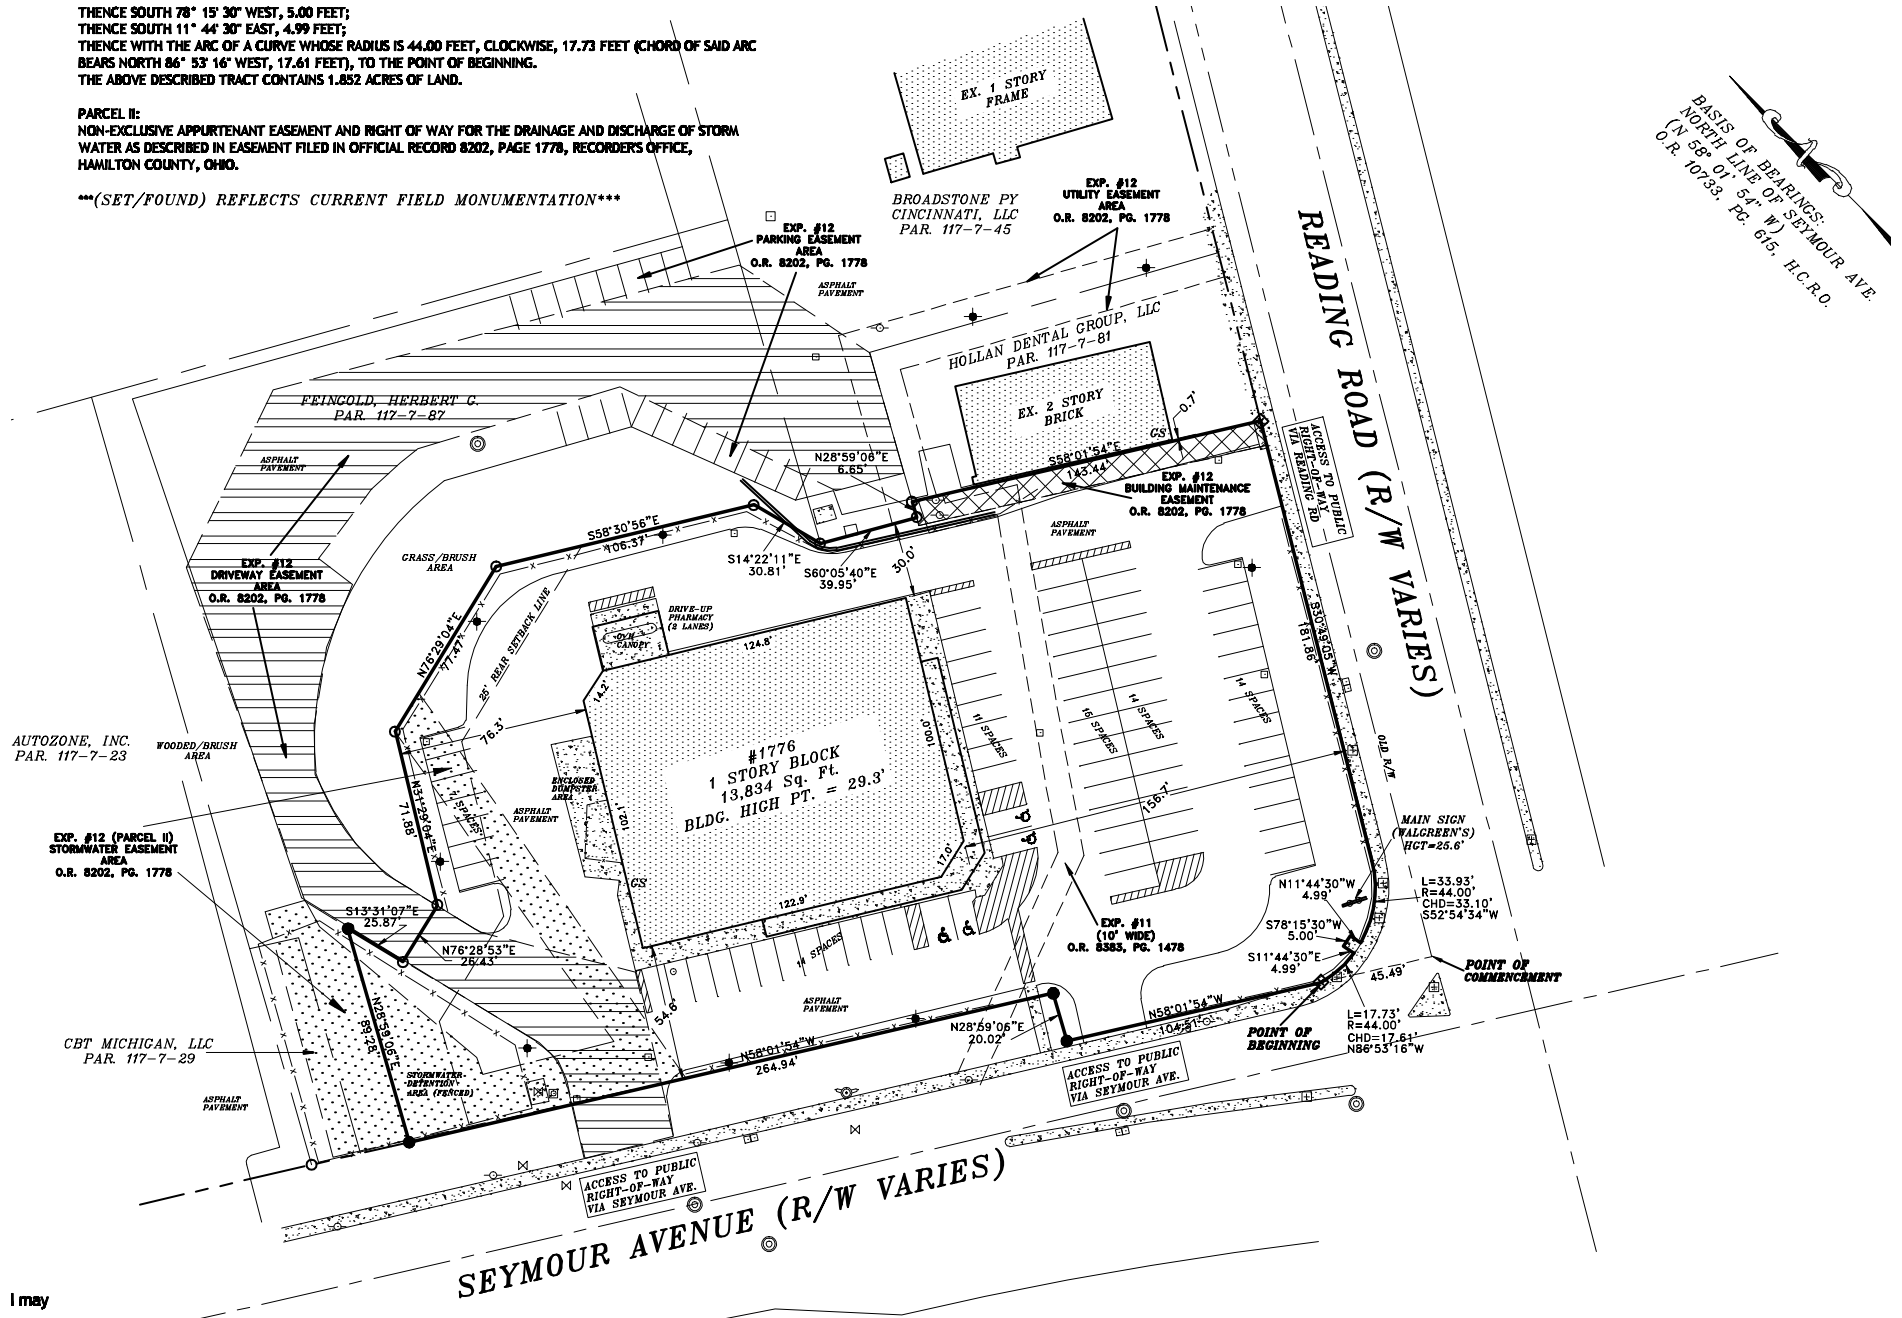 THENCE SOUTH 78° 15' 30" WEST, 5.00 FEET;
THENCE SOUTH 11° 44' 30" EAST, 4.99 FEET;
THENCE WITH THE ARC OF A CURVE WHOSE RADIUS IS 44.00 FEET, CLOCKWISE, 17.73 FEET (CHORD OF SAID ARC
BEARS NORTH 86° 53' 16" WEST, 17.61 FEET), TO THE POINT OF BEGINNING.
THE ABOVE DESCRIBED TRACT CONTAINS 1.852 ACRES OF LAND.
PARCEL II:
NON-EXCLUSIVE APPURTENANT EASEMENT AND RIGHT OF WAY FOR THE DRAINAGE AND DISCHARGE OF STORM
WATER AS DESCRIBED IN EASEMENT FILED IN OFFICIAL RECORD 8202, PAGE 1778, RECORDER'S OFFICE,
HAMILTON COUNTY, OHIO.
***(SET/FOUND) REFLECTS CURRENT FIELD MONUMENTATION***
EX. 1 STORY
FRAME
BASIS OF BEARINGS:
NORTH LINE OF SEYMOUR AVE.
(N 58° 01' 54" W)
O.R. 10733, PG. 615, H.C.R.O.
BROADSTONE PY
CINCINNATI, LLC
PAR. 117-7-45
EXP. #12
UTILITY EASEMENT
AREA
O.R. 8202, PG. 1778
EXP. #12
PARKING EASEMENT
AREA
O.R. 8202, PG. 1778
ASPHALT
PAVEMENT
READING ROAD (R/W VARIES)
HOLLAN DENTAL GROUP, LLC
PAR. 117-7-81
EX. 2 STORY
BRICK
0.7'
GS
FEINGOLD, HERBERT G.
PAR. 117-7-87
ASPHALT
PAVEMENT
N28°59'06"E
6.65'
S58°01'54"E
143.44'
EXP. #12
BUILDING MAINTENANCE
EASEMENT
O.R. 8202, PG. 1778
ACCESS TO PUBLIC
RIGHT-OF-WAY
VIA READING RD
ASPHALT
PAVEMENT
S58°30'56"E
106.37'
S14°22'11"E
30.81'
S60°05'40"E
39.95'
30.0'
GRASS/BRUSH
AREA
EXP. #12
DRIVEWAY EASEMENT
AREA
O.R. 8202, PG. 1778
N76°29'04"E
77.47'
25' REAR SETBACK LINE
DRIVE-UP
PHARMACY
(2 LANES)
OVH
CANOPY
124.8'
14.2'
76.3'
S30°49'05"W
181.86'
11 SPACES
15 SPACES
14 SPACES
14 SPACES
100.0'
OLD R/W
AUTOZONE, INC.
PAR. 117-7-23
WOODED/BRUSH
AREA
#1776
1 STORY BLOCK
13,834 Sq. Ft.
BLDG. HIGH PT. = 29.3'
ENCLOSED
DUMPSTER
AREA
ASPHALT
PAVEMENT
7 SPACES
N31°29'04"E
71.88'
102.1'
156.7'
MAIN SIGN
(WALGREEN'S)
HGT=25.6'
EXP. #12 (PARCEL II)
STORMWATER EASEMENT
AREA
O.R. 8202, PG. 1778
17.0'
GS
122.9'
N11°44'30"W
4.99'
L=33.93'
R=44.00'
CHD=33.10'
S52°54'34"W
S13°31'07"E
25.87'
N76°28'53"E
26.43'
14 SPACES
EXP. #11
(10' WIDE)
O.R. 8383, PG. 1478
S78°15'30"W
5.00'
S11°44'30"E
4.99'
45.49'
POINT OF
COMMENCEMENT
ASPHALT
PAVEMENT
54.6'
N28°59'06"E
89.28'
N28°59'06"E
20.02'
N58°01'54"W
104.51'
POINT OF
BEGINNING
L=17.73'
R=44.00'
CHD=17.61'
N86°53'16"W
CBT MICHIGAN, LLC
PAR. 117-7-29
N58°01'54"W
264.94'
STORMWATER
DETENTION
AREA (FENCED)
ASPHALT
PAVEMENT
ACCESS TO PUBLIC
RIGHT-OF-WAY
VIA SEYMOUR AVE.
ACCESS TO PUBLIC
RIGHT-OF-WAY
VIA SEYMOUR AVE.
SEYMOUR AVENUE (R/W VARIES)
I may